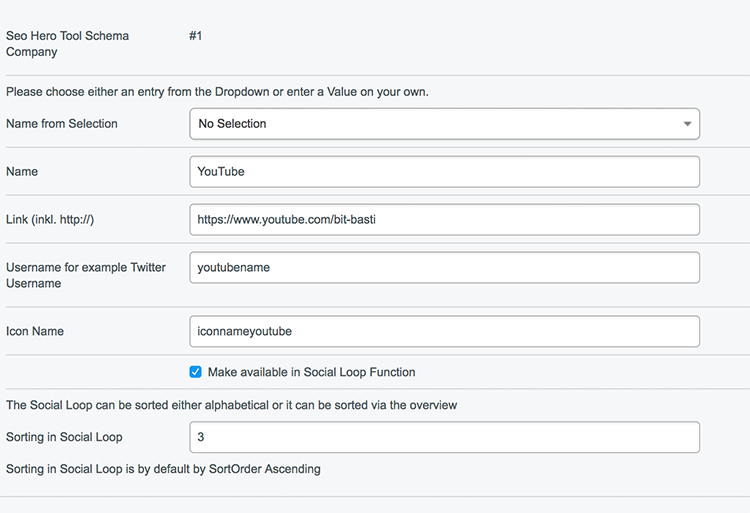 Seo Hero Tool Schema #1
Company
Please choose either an entry from the Dropdown or enter a Value on your own.
Name from Selection No Selection
Name YouTube
Link (inkl. http://) https://www.youtube.com/bit-basti
Username for example Twitter youtubename
Username
Icon Name iconnameyoutube
Make available in Social Loop Function
The Social Loop can be sorted either alphabetical or it can be sorted via the overview
Sorting in Social Loop 3
Sorting in Social Loop is by default by SortOrder Ascending